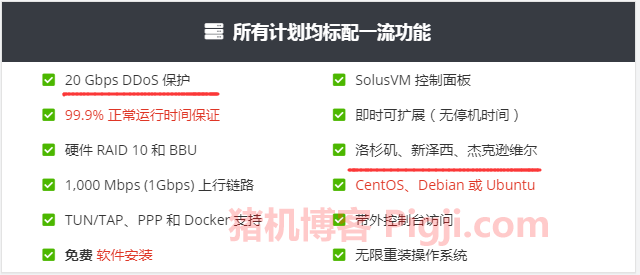 所有计划均标配一流功能
20 Gbps DDoS 保护
SolusVM 控制面板
99.9% 正常运行时间保证
即时可扩展（无停机时间）
硬件 RAID 10 和 BBU
洛杉矶、新泽西、杰克逊维尔
1,000 Mbps (1Gbps) 上行链路
CentOS、Debian 或 Ubuntu
TUN/TAP、PPP 和 Docker 支持
带外控制台访问
免费 软件安装
无限重装操作系统
猪机博客 Pigji.com